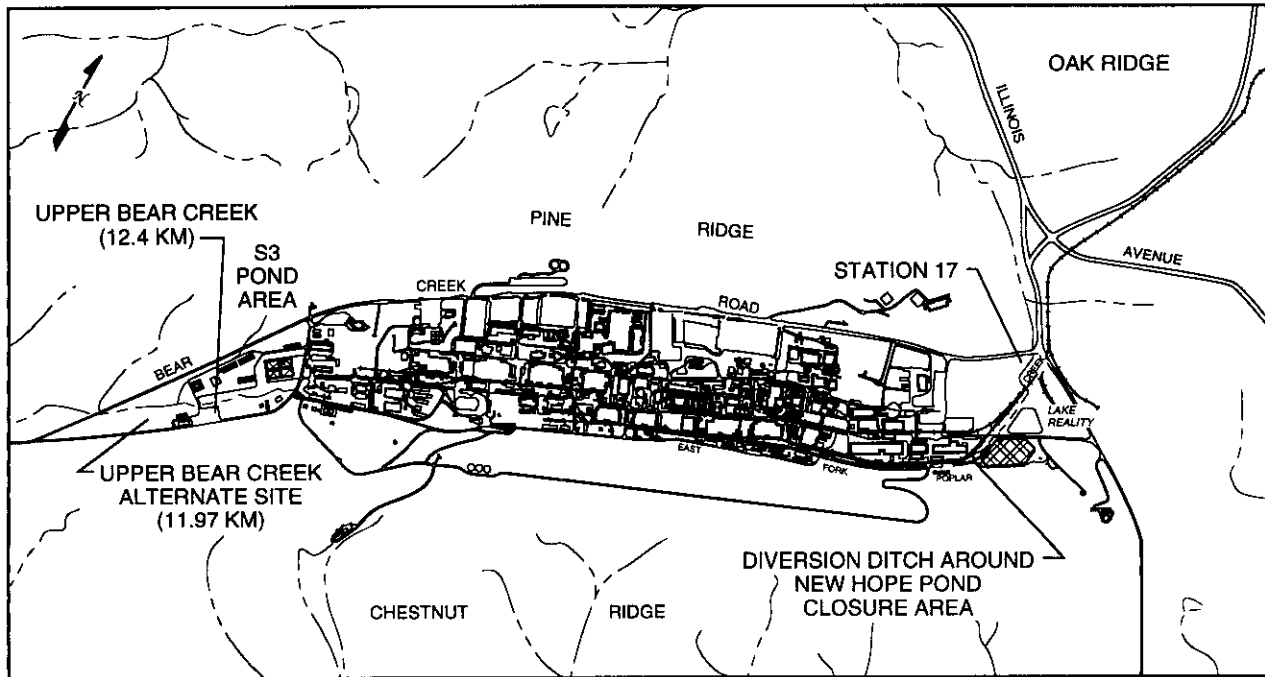 OAK RIDGE
ILLINOIS
N
UPPER BEAR CREEK
(12.4 KM)
S3
POND
AREA
PINE RIDGE
AVENUE
STATION 17
BEAR CREEK ROAD
LAKE
REALITY
EAST FORK POPLAR
UPPER BEAR CREEK
ALTERNATE SITE
(11.97 KM)
DIVERSION DITCH AROUND
NEW HOPE POND
CLOSURE AREA
CHESTNUT RIDGE